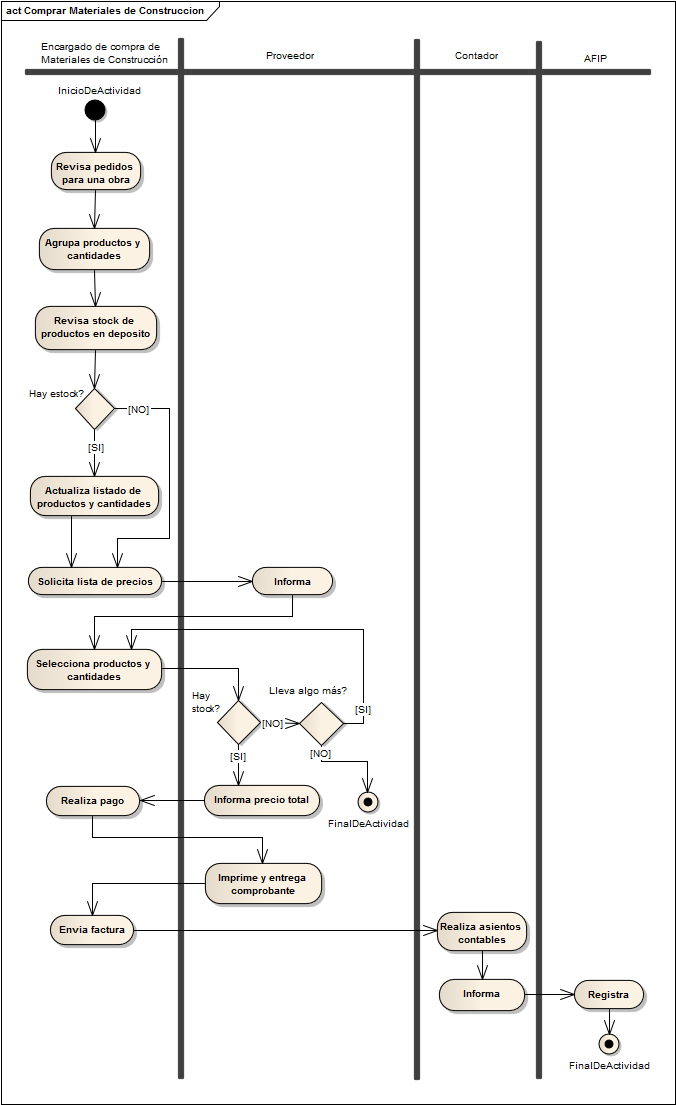 act Comprar Materiales de Construccion
Encargado de compra de
Materiales de Construcción
Proveedor
Contador
AFIP
InicioDeActividad
Revisa pedidos
para una obra
Agrupa productos y
cantidades
Revisa stock de
productos en deposito
Hay estock?
[NO]
[SI]
Actualiza listado de
productos y cantidades
Solicita lista de precios
Informa
Selecciona productos y
cantidades
Lleva algo más?
Hay
stock?
[NO]
[SI]
[SI]
[NO]
Realiza pago
Informa precio total
FinalDeActividad
Imprime y entrega
comprobante
Envia factura
Realiza asientos
contables
Informa
Registra
FinalDeActividad